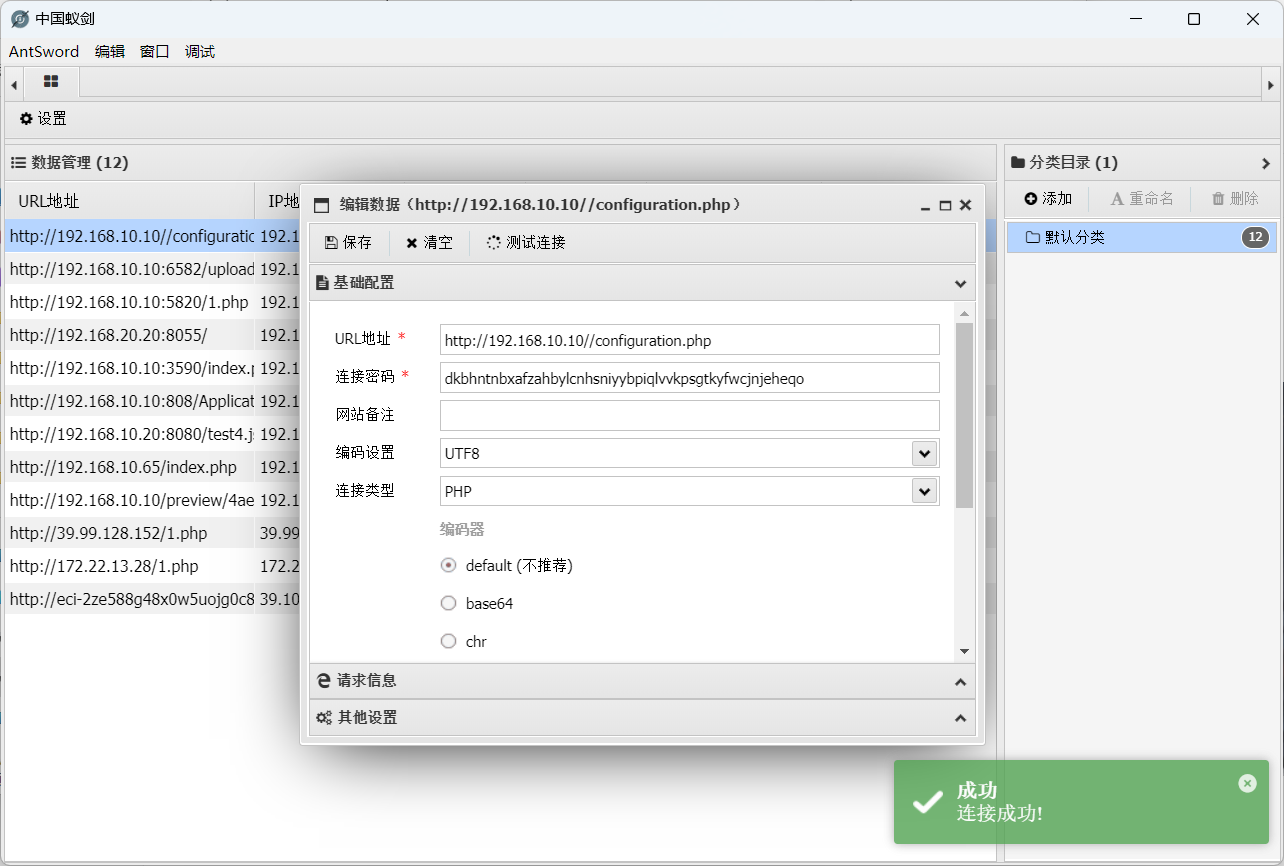 中国蚁剑
AntSword 编辑 窗口 调试
设置
数据管理 (12)
URL地址 IP地
http://192.168.10.10//configuratic 192.1
http://192.168.10.10:6582/upload 192.1
http://192.168.10.10:5820/1.php 192.1
http://192.168.20.20:8055/ 192.1
http://192.168.10.10:3590/index.p 192.1
http://192.168.10.10:808/Applicat 192.1
http://192.168.10.20:8080/test4.js 192.1
http://192.168.10.65/index.php 192.1
http://192.168.10.10/preview/4ae 192.1
http://39.99.128.152/1.php 39.99
http://172.22.13.28/1.php 172.2
http://eci-2ze588g48x0w5uojg0c8 39.10
编辑数据（http://192.168.10.10//configuration.php）
保存 清空 测试连接
基础配置
URL地址 * http://192.168.10.10//configuration.php
连接密码 * dkbhntnbxafzahbylcnhsniyybpiqlvvkpsgtkyfwcjnjeheqo
网站备注
编码设置 UTF8
连接类型 PHP
编码器
default (不推荐)
base64
chr
请求信息
其他设置
分类目录 (1)
添加 重命名 删除
默认分类 12
成功
连接成功!